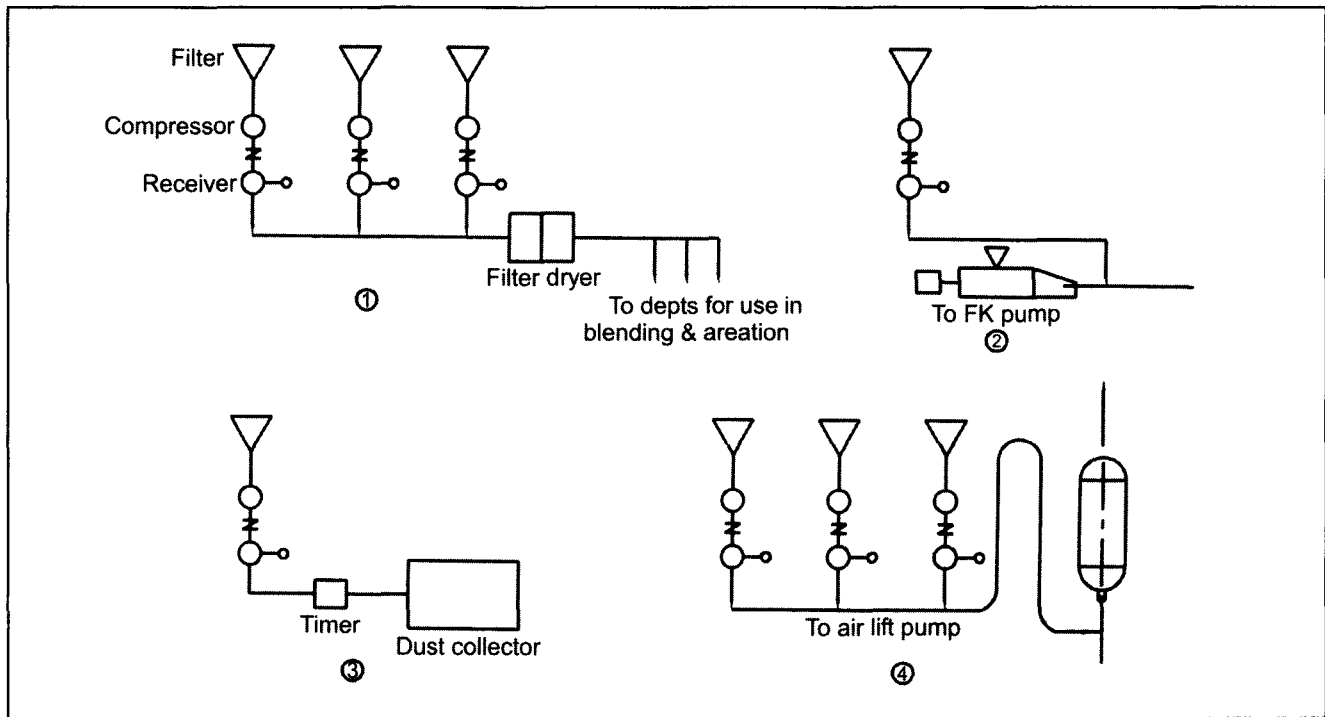 Filter
Compressor
Receiver
Filter dryer
To depts for use in
blending & areation
①
To FK pump
②
Timer
Dust collector
③
To air lift pump
④